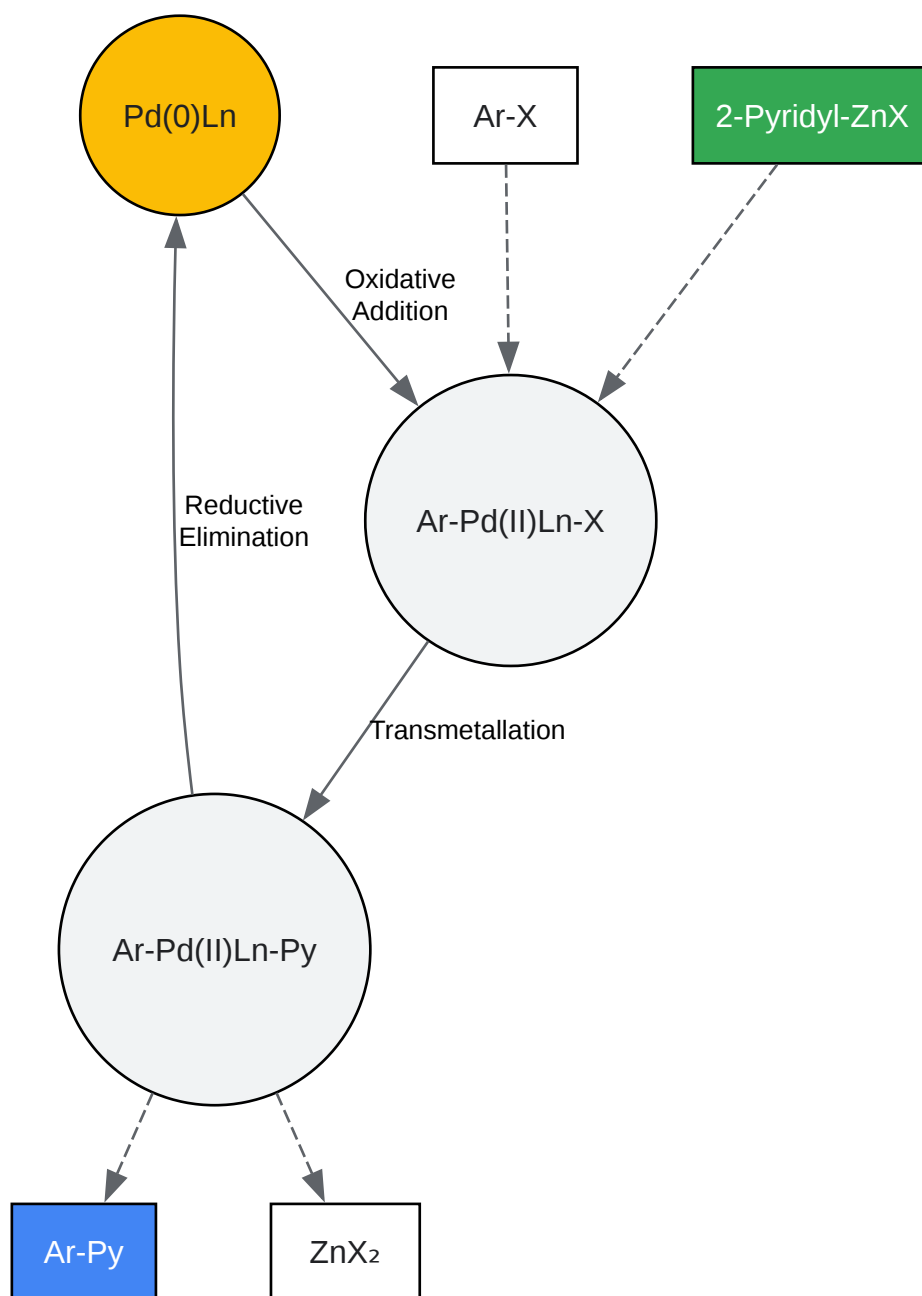 Pd(0)Ln
Ar-X
2-Pyridyl-ZnX
Oxidative
Addition
Reductive
Elimination
Ar-Pd(II)Ln-X
Transmetallation
Ar-Pd(II)Ln-Py
Ar-Py
ZnX₂